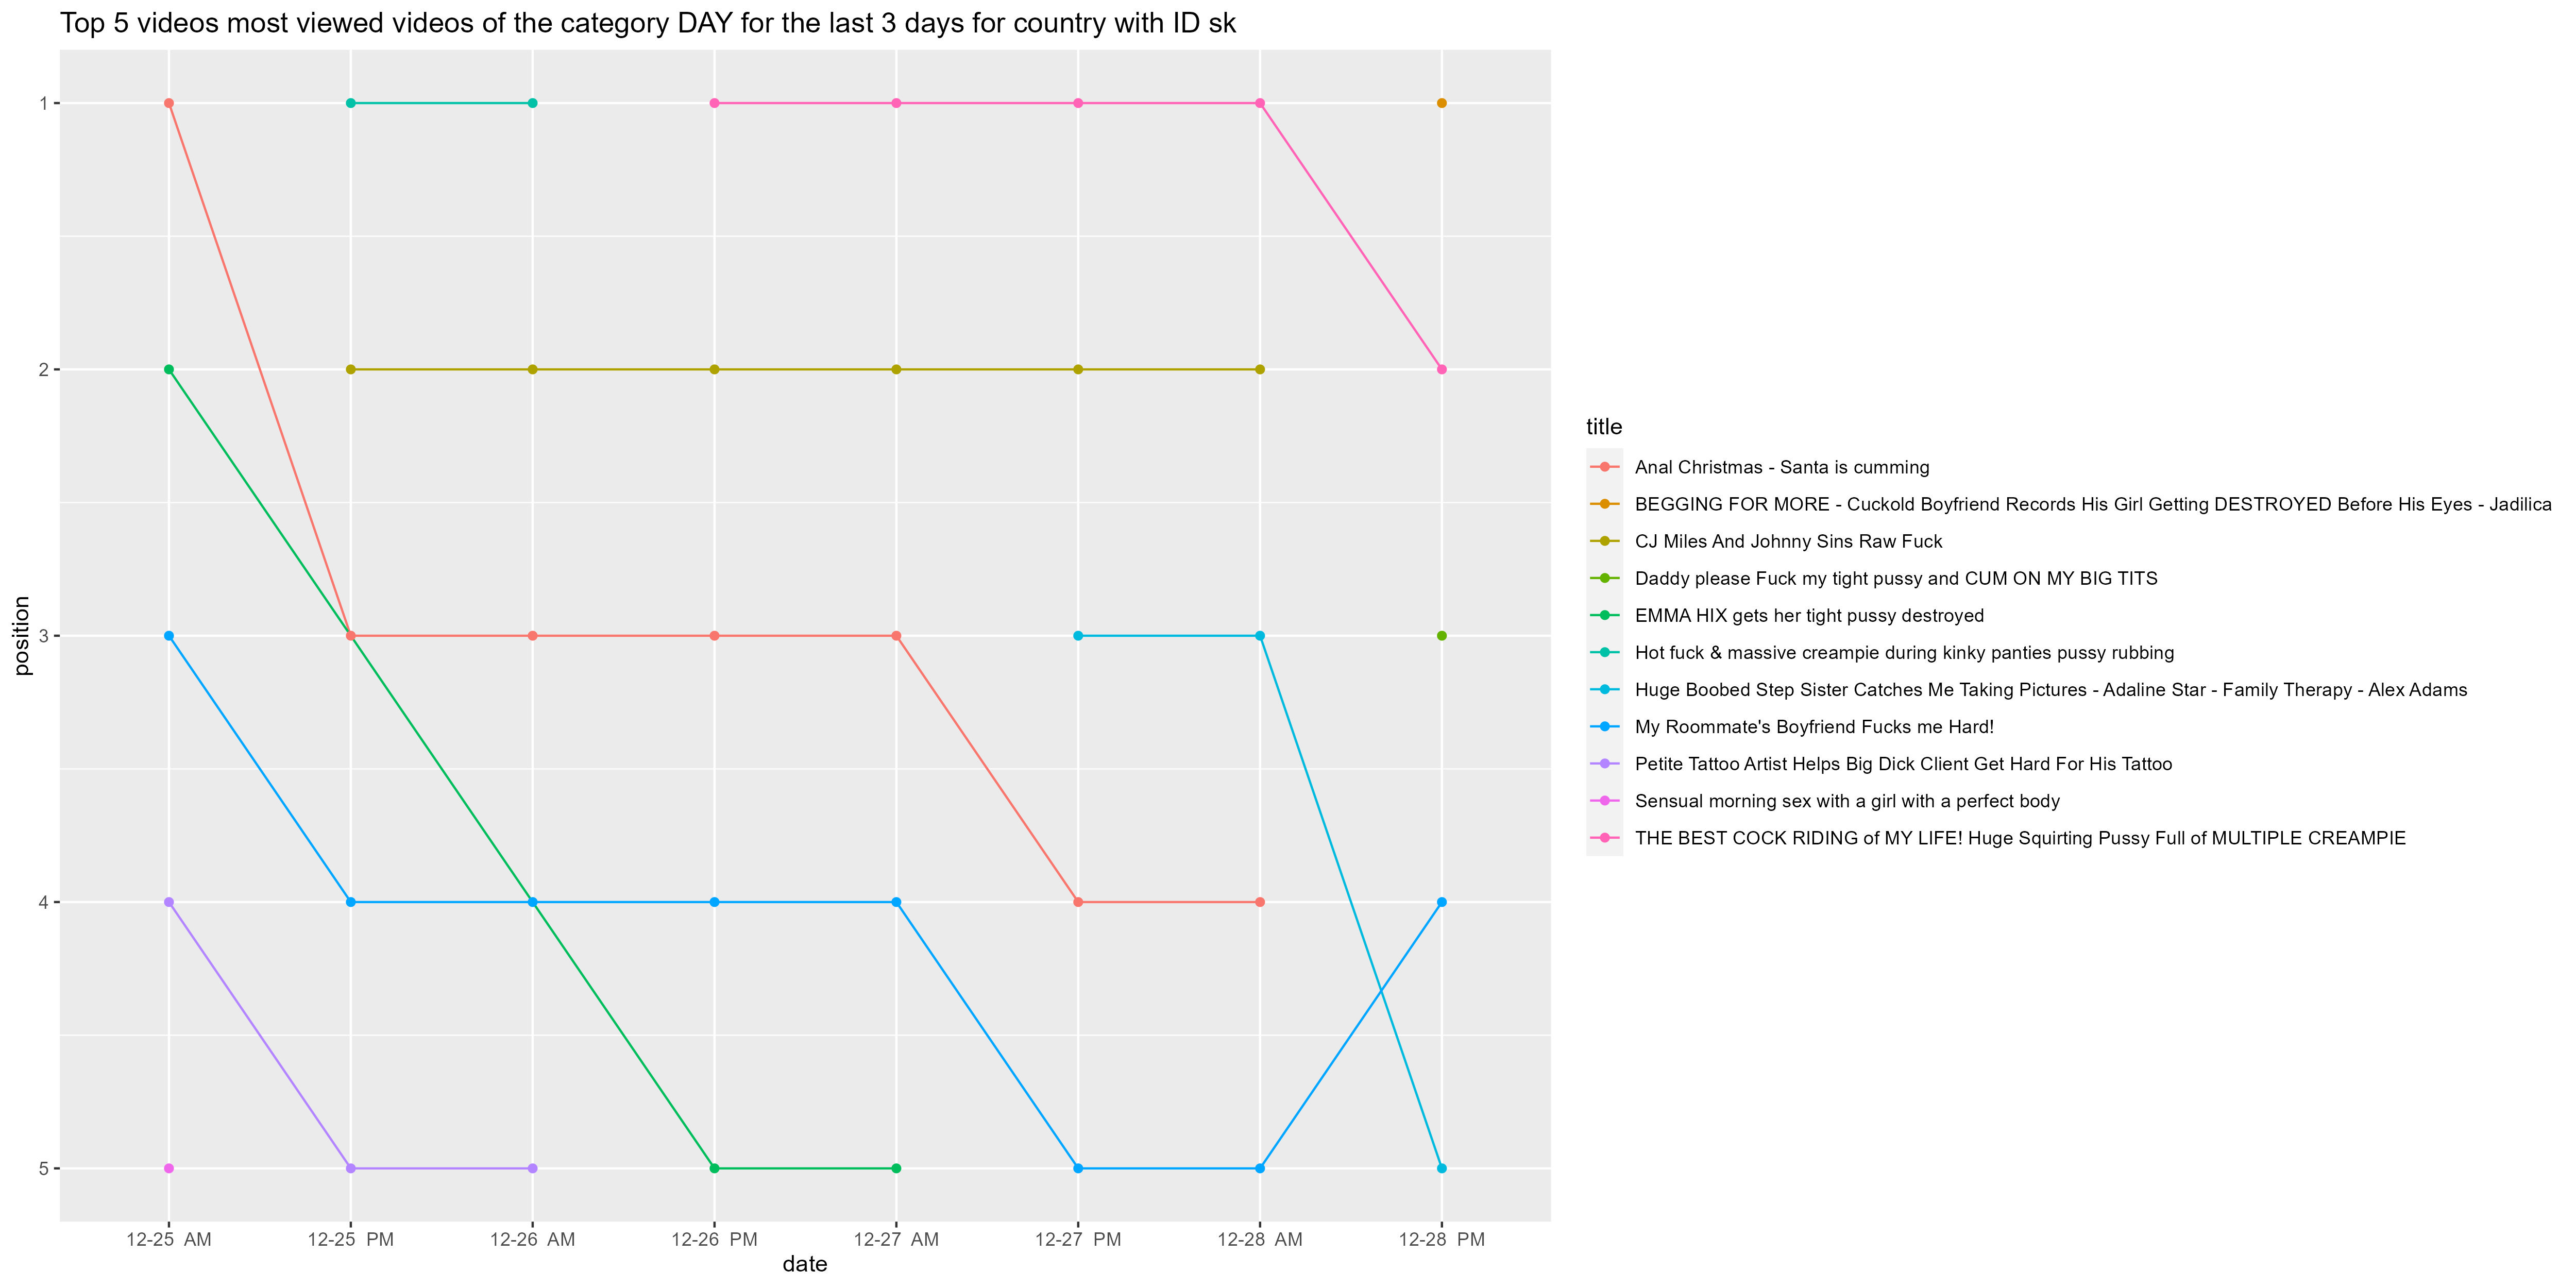 Top 5 videos most viewed videos of the category DAY for the last 3 days for country with ID sk
1
2
3
4
5
position
12-25 AM
12-25 PM
12-26 AM
12-26 PM
12-27 AM
12-27 PM
12-28 AM
12-28 PM
date
title
Anal Christmas - Santa is cumming
BEGGING FOR MORE - Cuckold Boyfriend Records His Girl Getting DESTROYED Before His Eyes - Jadilica
CJ Miles And Johnny Sins Raw Fuck
Daddy please Fuck my tight pussy and CUM ON MY BIG TITS
EMMA HIX gets her tight pussy destroyed
Hot fuck & massive creampie during kinky panties pussy rubbing
Huge Boobed Step Sister Catches Me Taking Pictures - Adaline Star - Family Therapy - Alex Adams
My Roommate's Boyfriend Fucks me Hard!
Petite Tattoo Artist Helps Big Dick Client Get Hard For His Tattoo
Sensual morning sex with a girl with a perfect body
THE BEST COCK RIDING of MY LIFE! Huge Squirting Pussy Full of MULTIPLE CREAMPIE